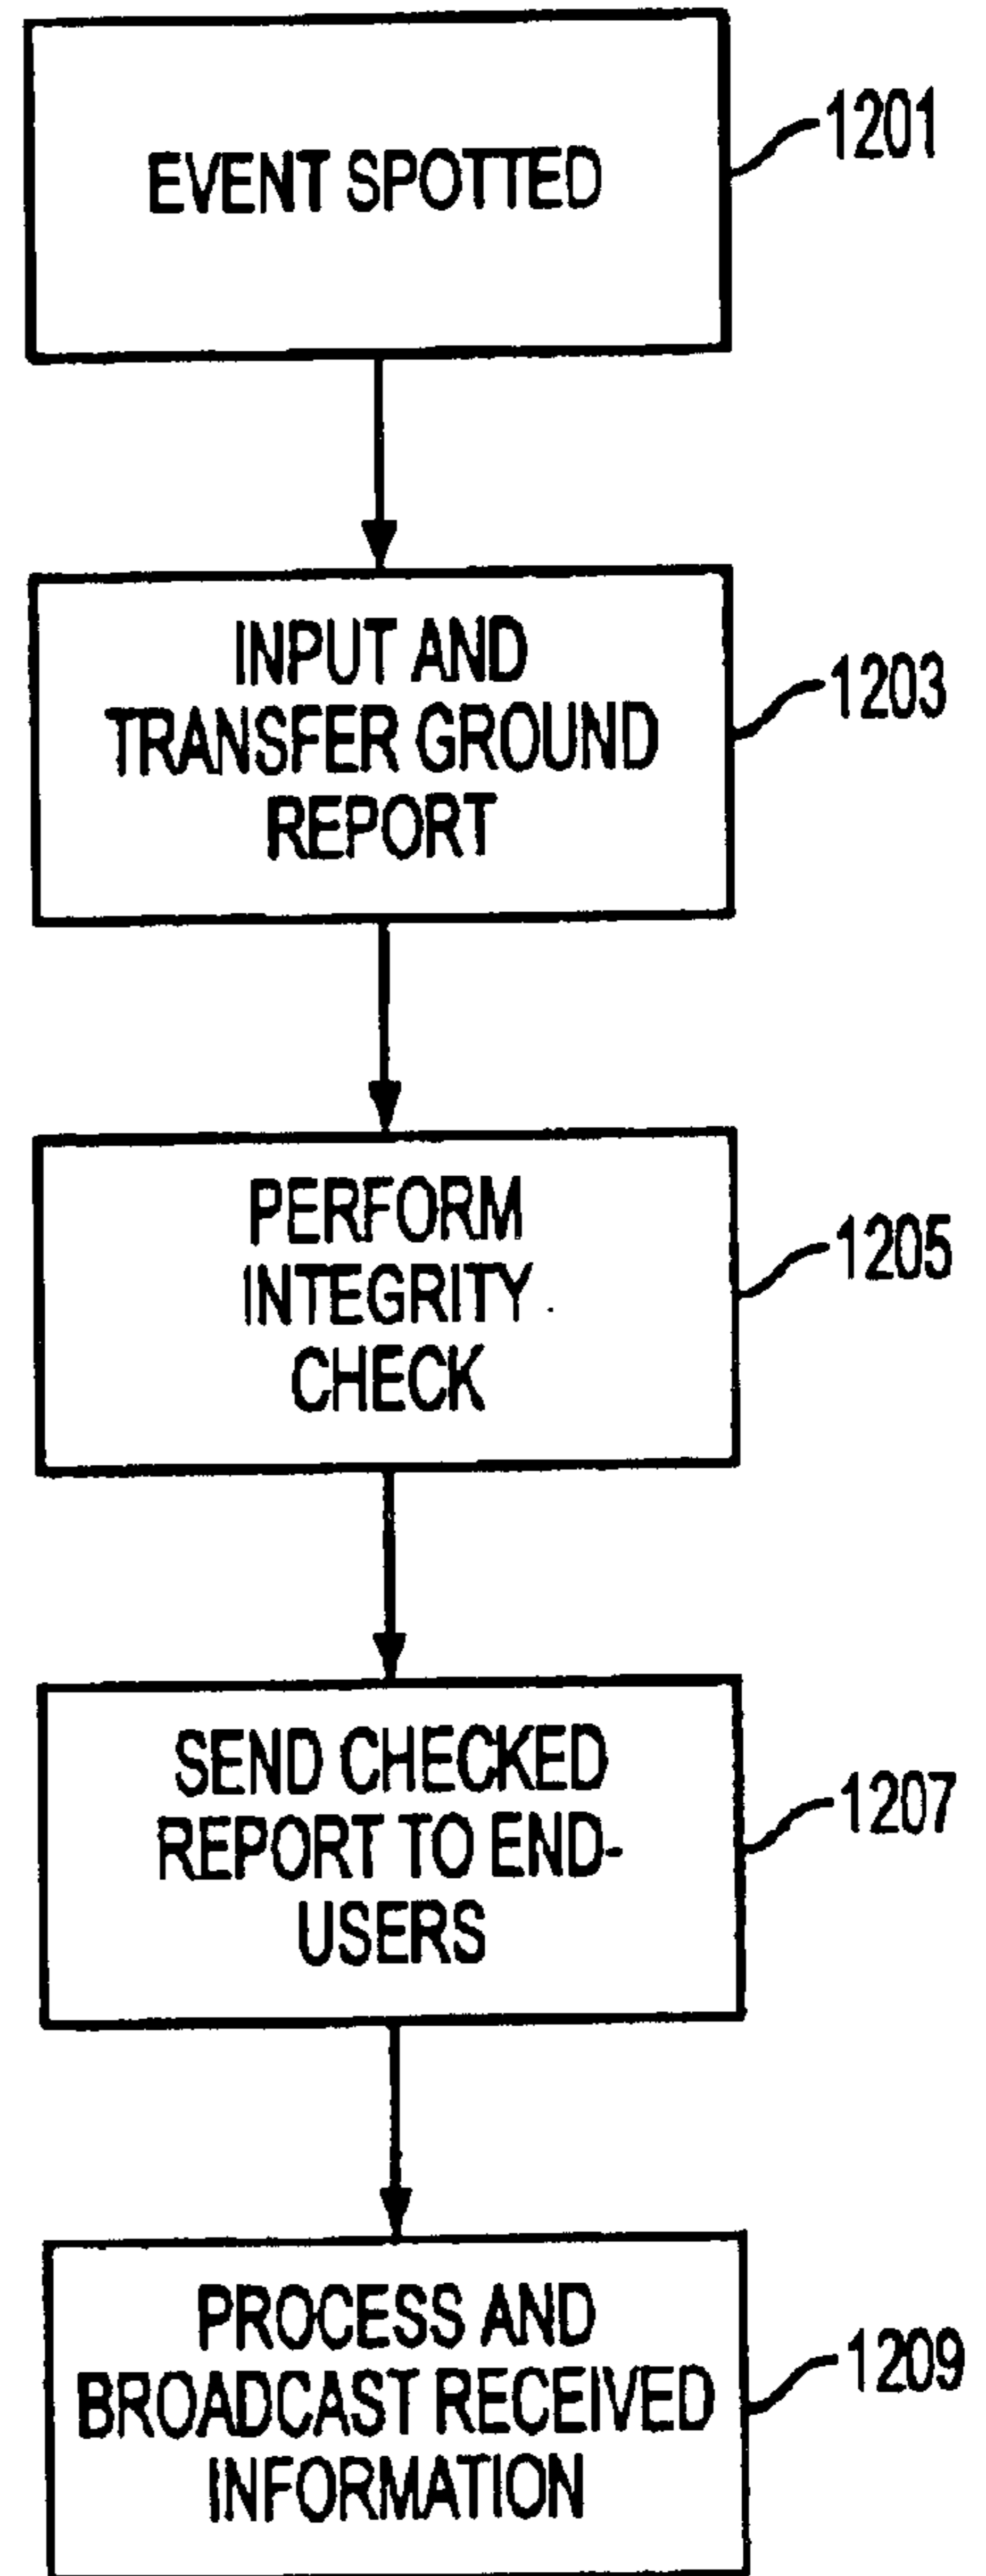 EVENT SPOTTED
1201
INPUT AND
TRANSFER GROUND
REPORT
1203
PERFORM
INTEGRITY
CHECK
1205
SEND CHECKED
REPORT TO END-
USERS
1207
PROCESS AND
BROADCAST RECEIVED
INFORMATION
1209